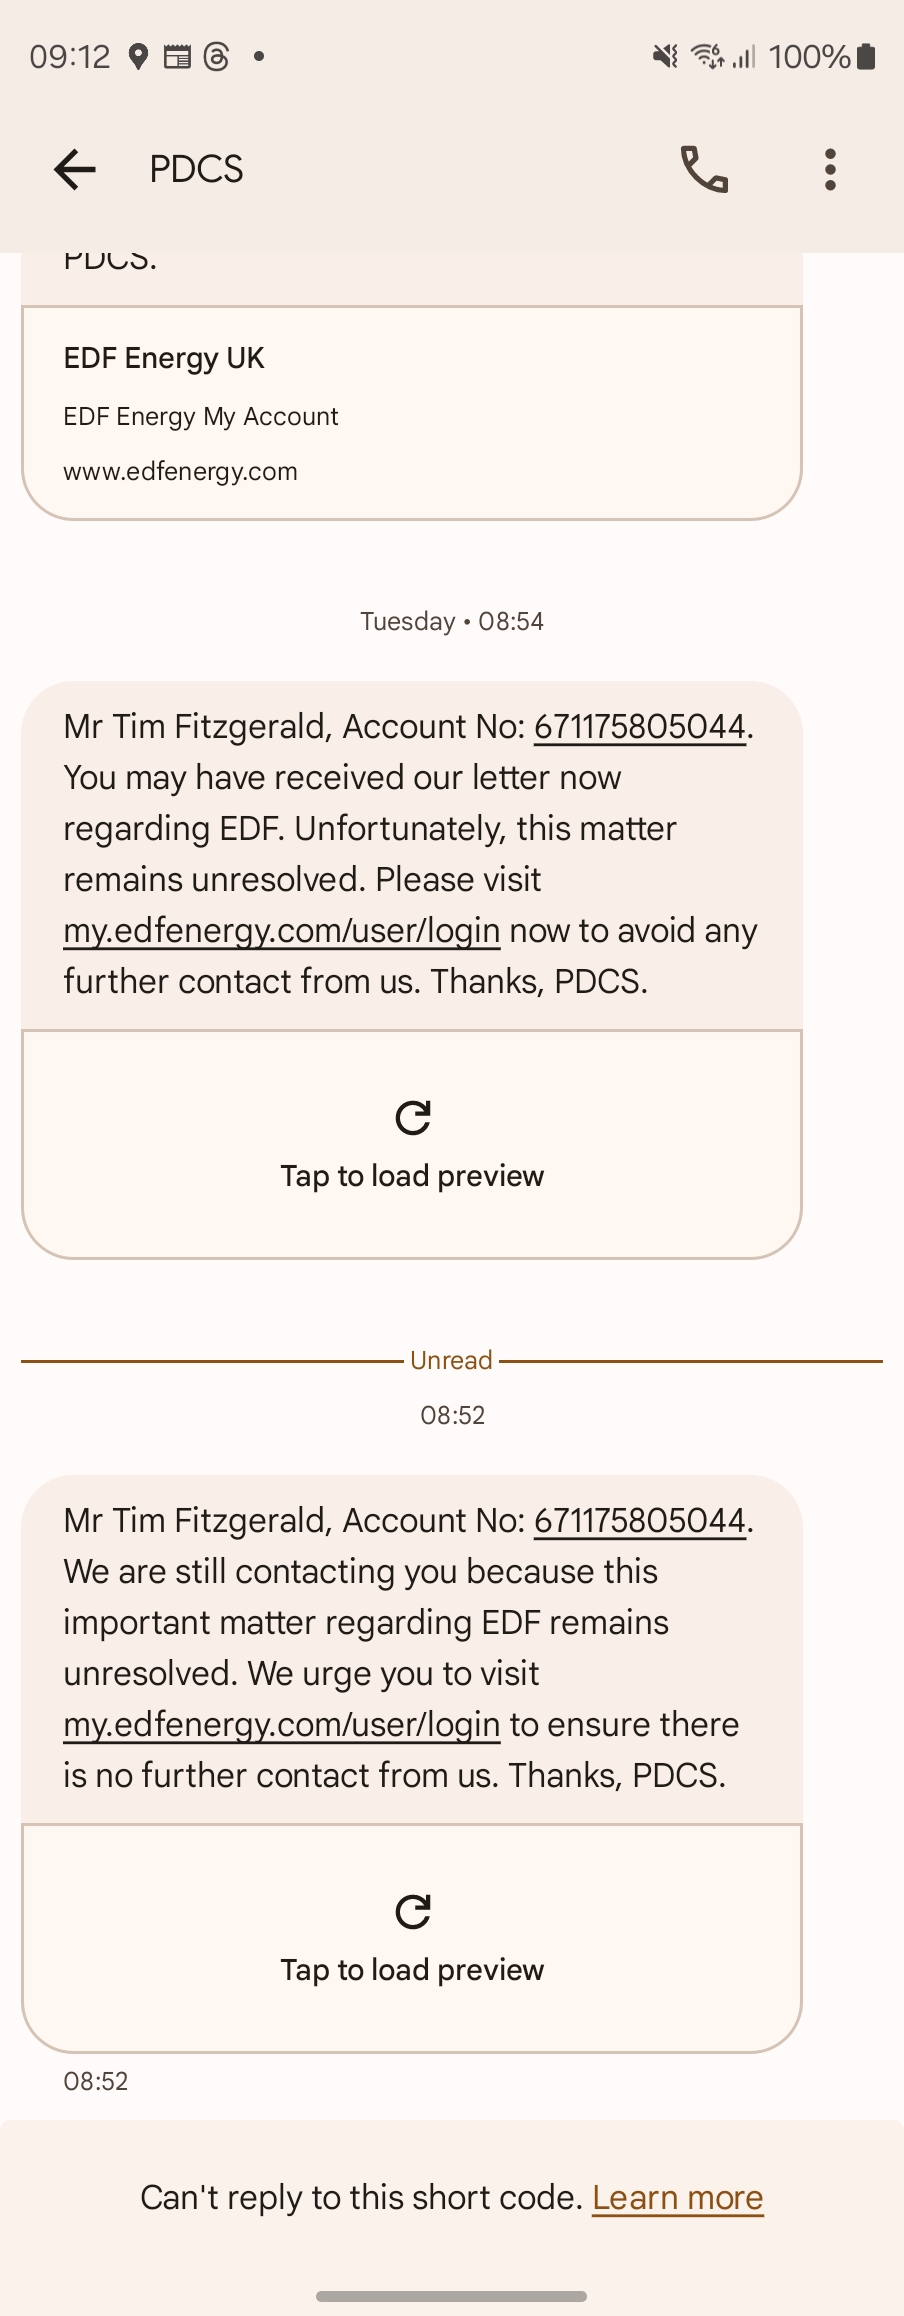 09:12
100%
PDCS
PDCS.
EDF Energy UK
EDF Energy My Account
www.edfenergy.com
Tuesday • 08:54
Mr Tim Fitzgerald, Account No: 671175805044.
You may have received our letter now
regarding EDF. Unfortunately, this matter
remains unresolved. Please visit
my.edfenergy.com/user/login now to avoid any
further contact from us. Thanks, PDCS.
Tap to load preview
Unread
08:52
Mr Tim Fitzgerald, Account No: 671175805044.
We are still contacting you because this
important matter regarding EDF remains
unresolved. We urge you to visit
my.edfenergy.com/user/login to ensure there
is no further contact from us. Thanks, PDCS.
Tap to load preview
08:52
Can't reply to this short code. Learn more